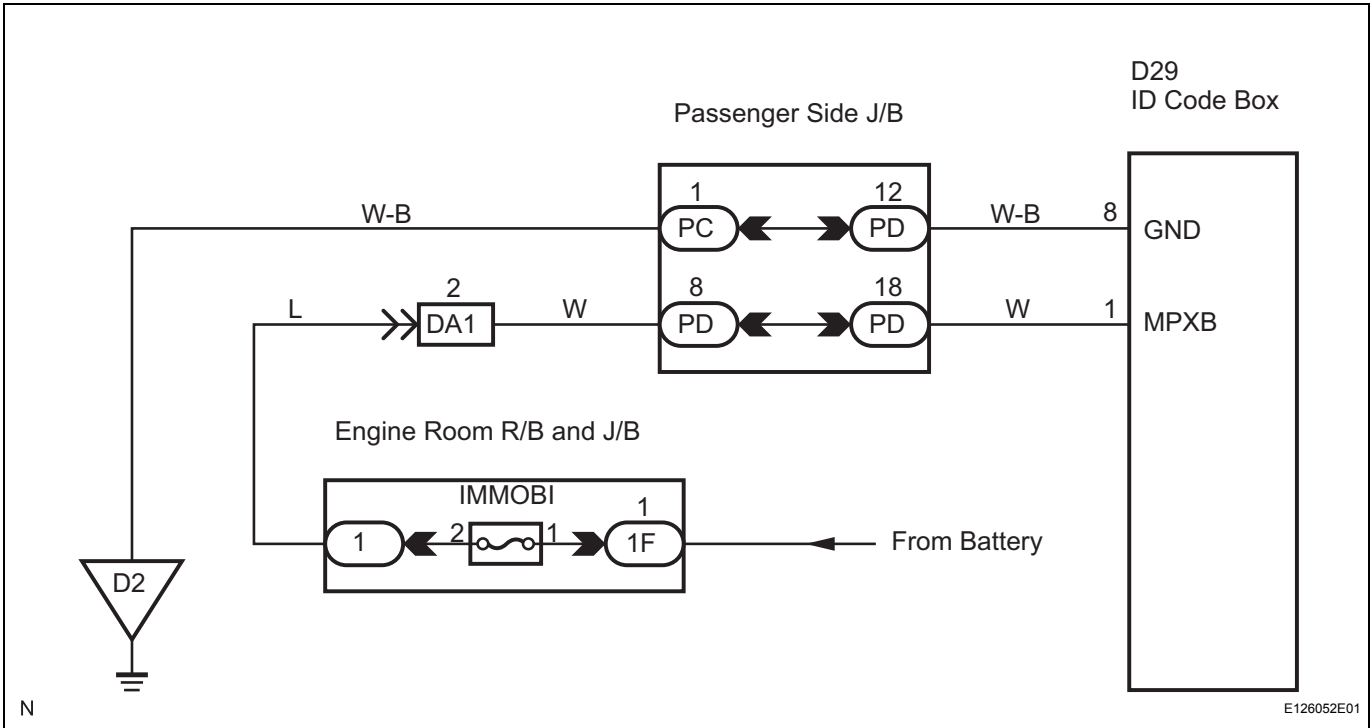 D29
ID Code Box
Passenger Side J/B
1
12
W-B
PC
PD
W-B
8
GND
2
8
18
L
DA1
W
PD
PD
W
1
MPXB
Engine Room R/B and J/B
IMMOBI
1
1
2
1
1F
From Battery
D2
N
E126052E01